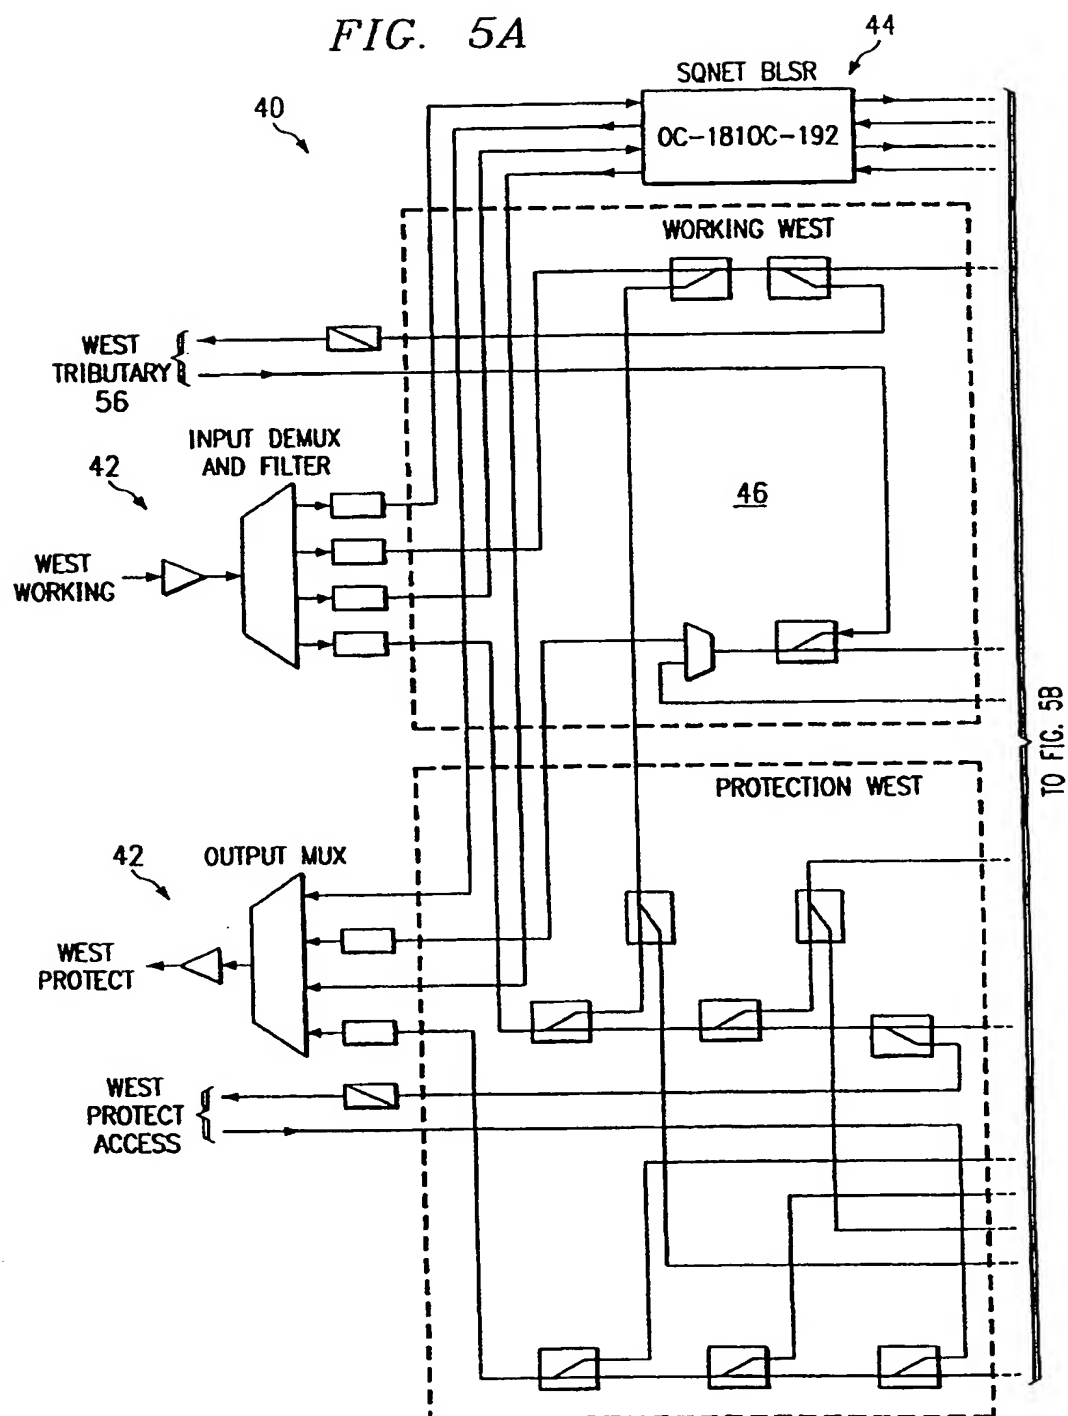 FIG. 5A
44
SQNET BLSR
40
OC-1810C-192
WORKING WEST
WEST
TRIBUTARY
56
INPUT DEMUX
AND FILTER
42
46
WEST
WORKING
TO FIG. 5B
PROTECTION WEST
42
OUTPUT MUX
WEST
PROTECT
WEST
PROTECT
ACCESS